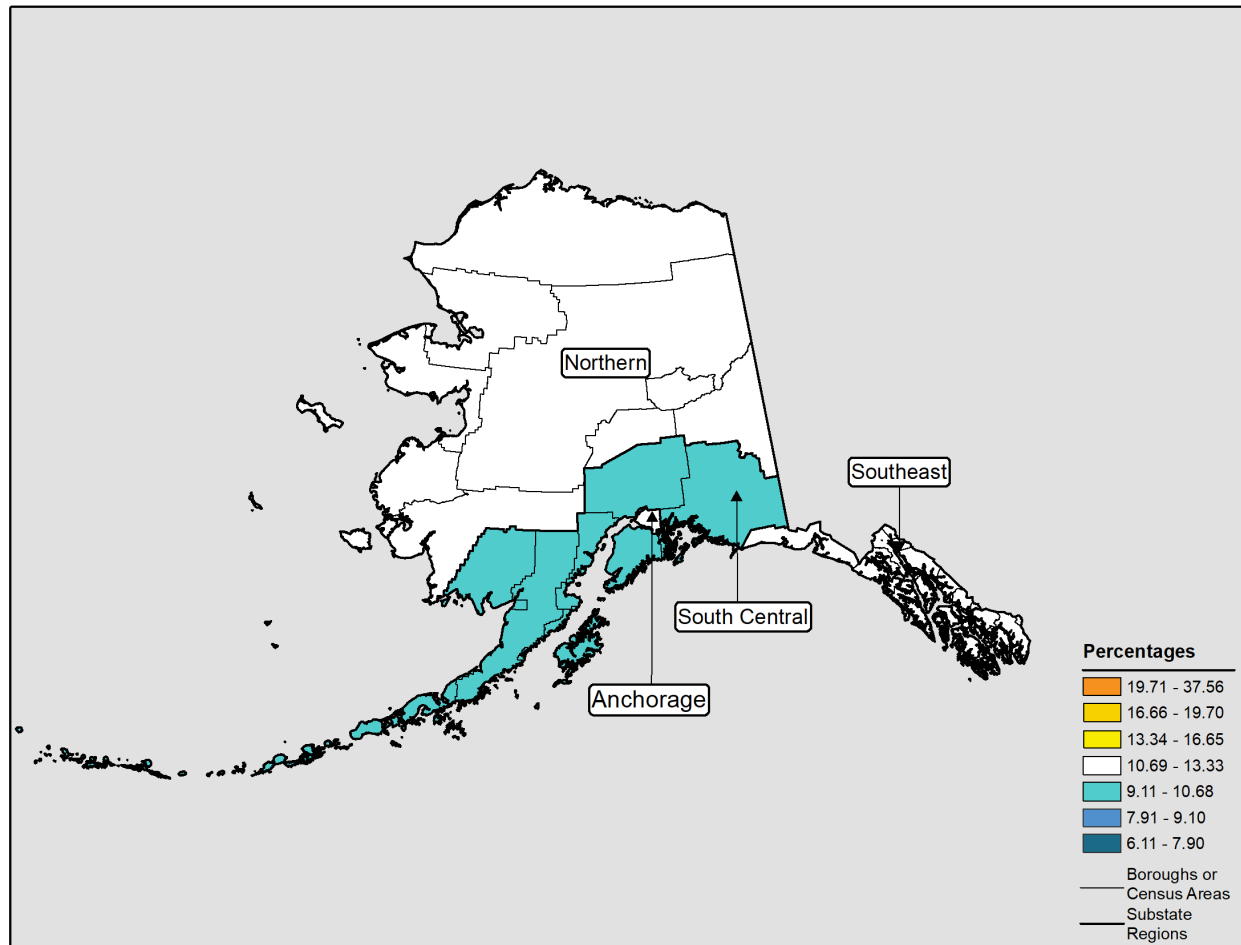 Northern
Southeast
South Central
Anchorage
Percentages
19.71 - 37.56
16.66 - 19.70
13.34 - 16.65
10.69 - 13.33
9.11 - 10.68
7.91 - 9.10
6.11 - 7.90
Boroughs or
Census Areas
Substate
Regions